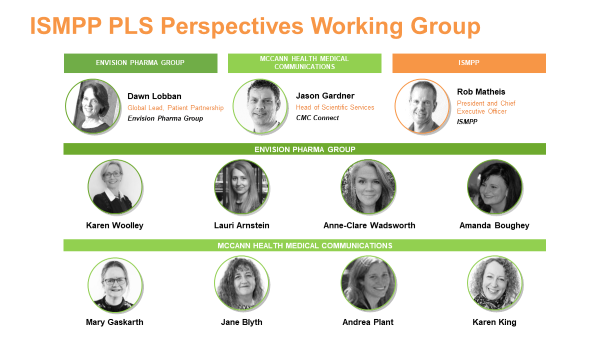 ISMPP PLS Perspectives Working Group
ENVISION PHARMA GROUP
MCCANN HEALTH MEDICAL
COMMUNICATIONS
ISMPP
Dawn Lobban
Global Lead, Patient Partnership
Envision Pharma Group
Jason Gardner
Head of Scientific Services
CMC Connect
Rob Matheis
President and Chief
Executive Officer
ISMPP
ENVISION PHARMA GROUP
Karen Woolley
Lauri Arnstein
Anne-Clare Wadsworth
Amanda Boughey
MCCANN HEALTH MEDICAL COMMUNICATIONS
Mary Gaskarth
Jane Blyth
Andrea Plant
Karen King